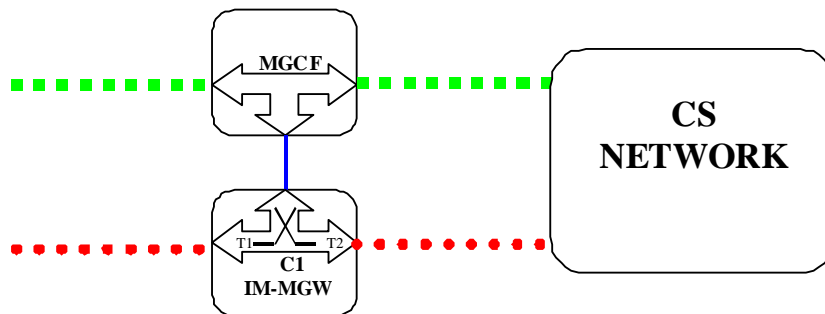 MGCF
CS
NETWORK
T1 T2
C1
IM-MGW